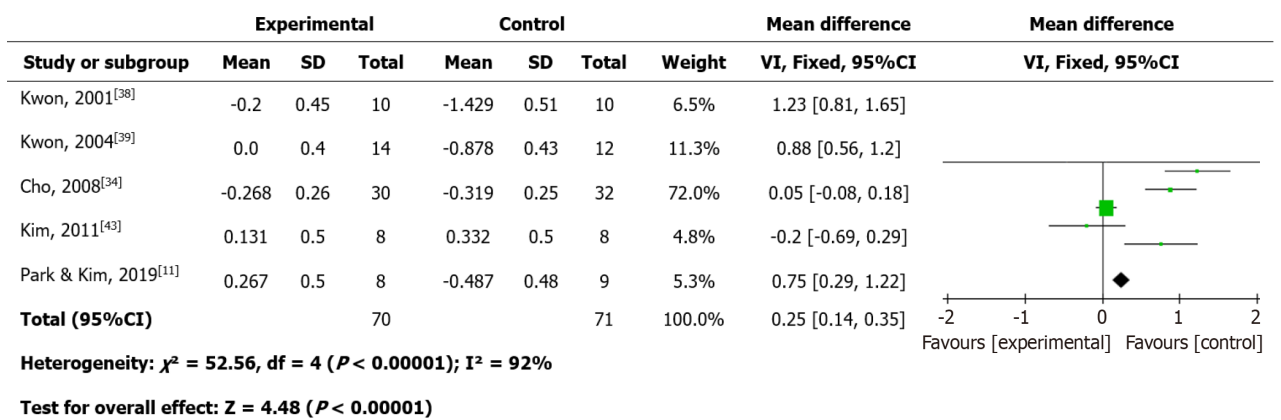 Experimental Control Mean difference Mean difference
Study or subgroup Mean SD Total Mean SD Total Weight VI, Fixed, 95%CI VI, Fixed, 95%CI
Kwon, 2001[38] -0.2 0.45 10 -1.429 0.51 10 6.5% 1.23 [0.81, 1.65]
Kwon, 2004[39] 0.0 0.4 14 -0.878 0.43 12 11.3% 0.88 [0.56, 1.2]
Cho, 2008[34] -0.268 0.26 30 -0.319 0.25 32 72.0% 0.05 [-0.08, 0.18]
Kim, 2011[43] 0.131 0.5 8 0.332 0.5 8 4.8% -0.2 [-0.69, 0.29]
Park & Kim, 2019[11] 0.267 0.5 8 -0.487 0.48 9 5.3% 0.75 [0.29, 1.22]
Total (95%CI) 70 71 100.0% 0.25 [0.14, 0.35]
-2 -1 0 1 2
Favours [experimental] Favours [control]
Heterogeneity: χ² = 52.56, df = 4 (P < 0.00001); I² = 92%
Test for overall effect: Z = 4.48 (P < 0.00001)